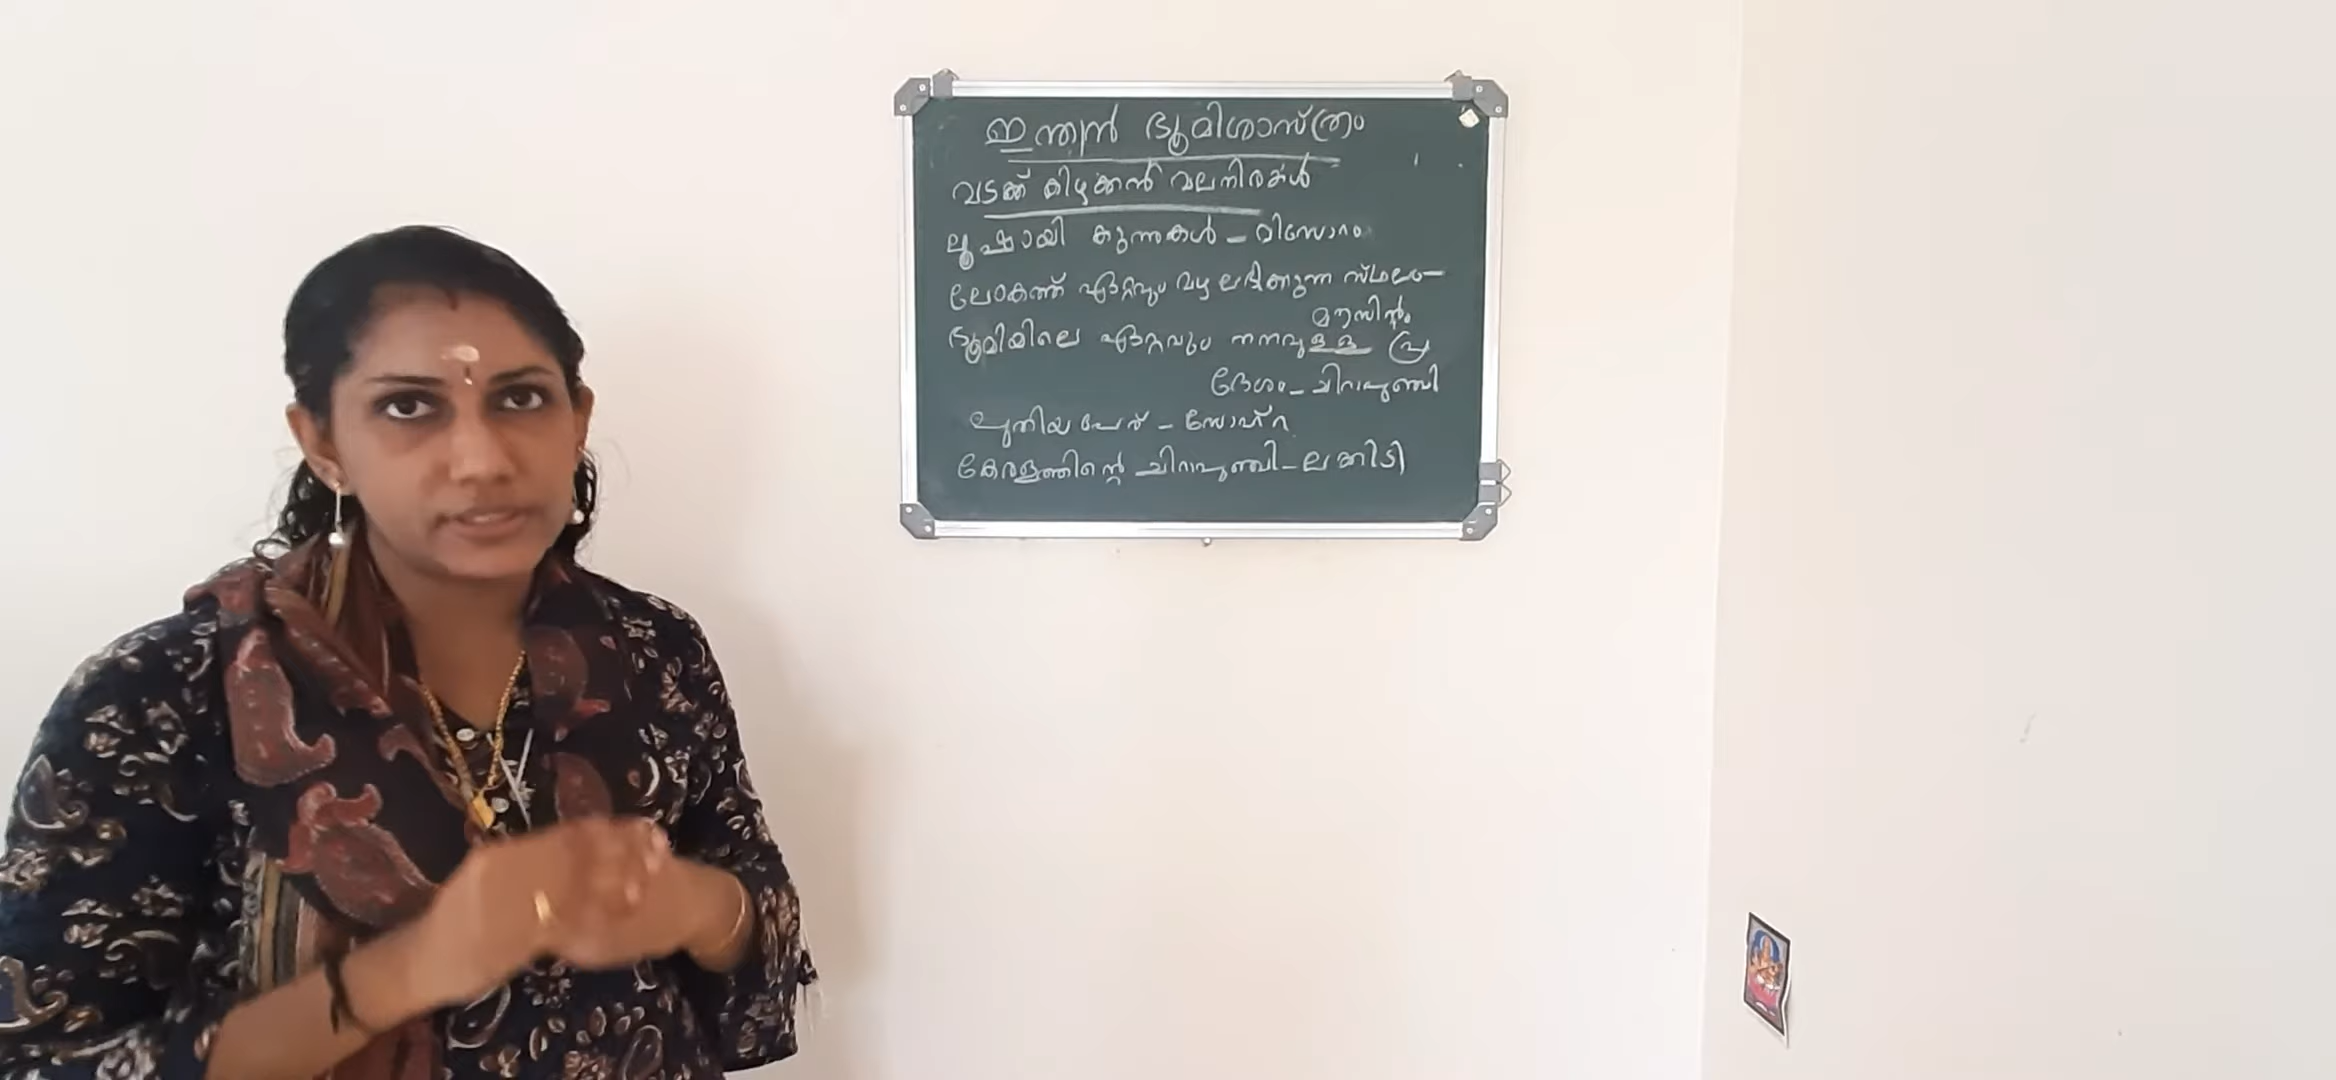 ഇന്ത്യൻ ഭൂമിശാസ്ത്രം
വടക്ക് കിഴക്കൻ മലനിരകൾ
ലൂഷായി കുന്നുകൾ - മിസോറം
ലോകത്ത് ഏറ്റവും മഴ ലഭിക്കുന്ന സ്ഥലം -
മൗസിൻറം
ഭൂമിയിലെ ഏറ്റവും നനവുള്ള പ്ര
ദേശം - ചിറാപുഞ്ചി
പുതിയ പേര് - സോഹ്റ
കേരളത്തിന്റെ ചിറാപുഞ്ചി - ലക്കിടി